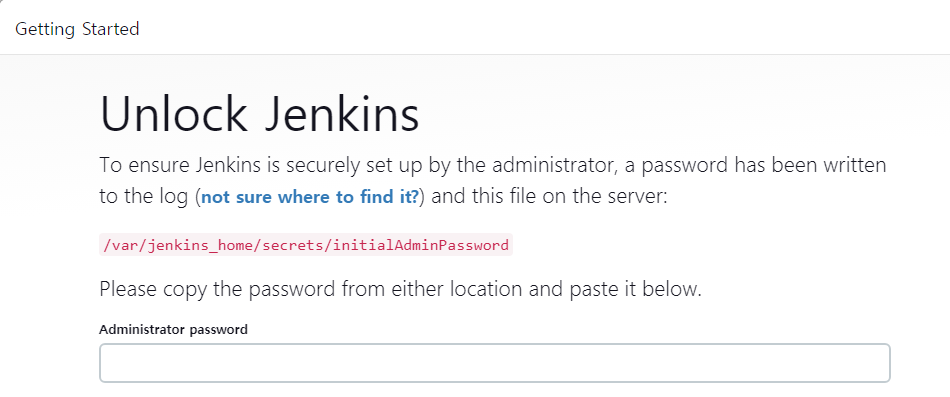 Getting Started
Unlock Jenkins
To ensure Jenkins is securely set up by the administrator, a password has been written
to the log (not sure where to find it?) and this file on the server:
/var/jenkins_home/secrets/initialAdminPassword
Please copy the password from either location and paste it below.
Administrator password